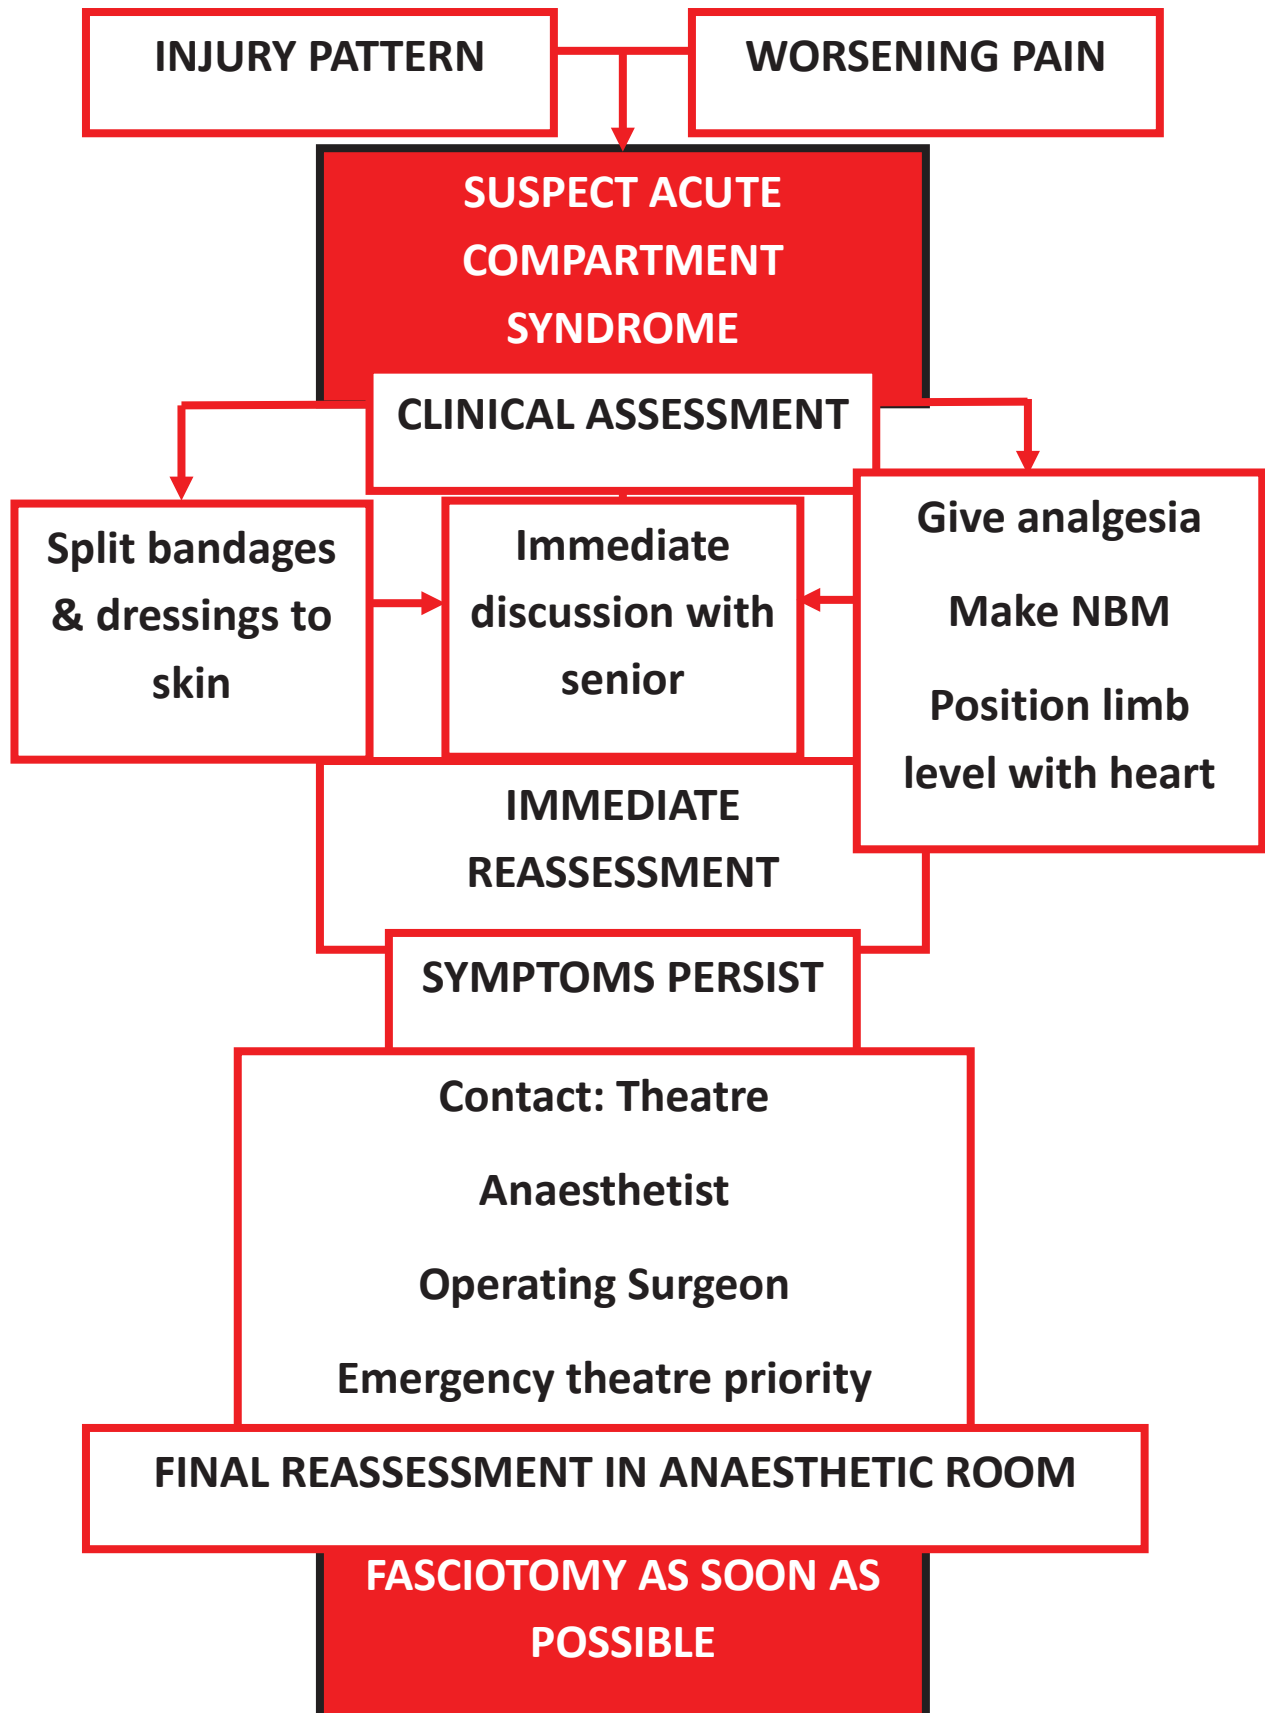 INJURY PATTERN
WORSENING PAIN
SUSPECT ACUTE
COMPARTMENT
SYNDROME
CLINICAL ASSESSMENT
Split bandages
& dressings to
skin
Immediate
discussion with
senior
Give analgesia
Make NBM
Position limb
level with heart
IMMEDIATE
REASSESSMENT
SYMPTOMS PERSIST
Contact: Theatre
Anaesthetist
Operating Surgeon
Emergency theatre priority
FINAL REASSESSMENT IN ANAESTHETIC ROOM
FASCIOTOMY AS SOON AS
POSSIBLE